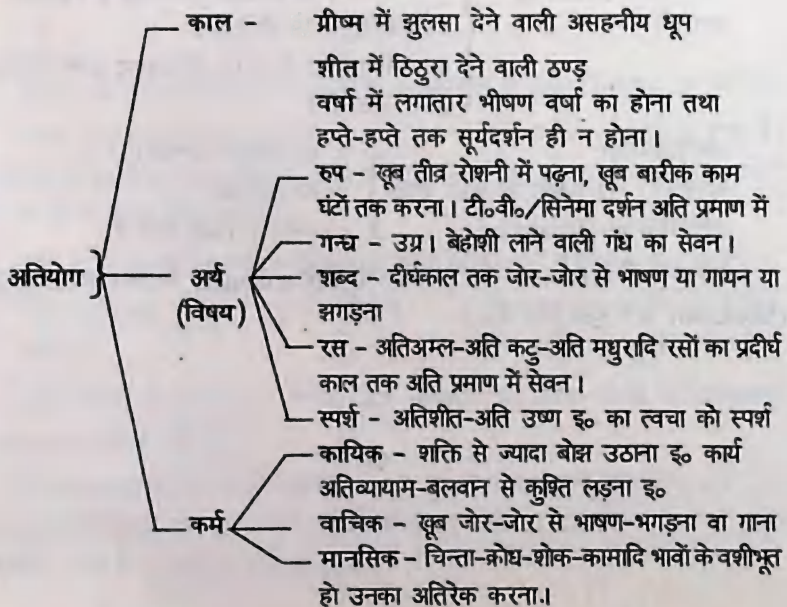 काल - ग्रीष्म में झुलसा देने वाली असहनीय धूप
शीत में ठिठुरा देने वाली ठण्ड़
वर्षा में लगातार भीषण वर्षा का होना तथा
हप्ते-हप्ते तक सूर्यदर्शन ही न होना।
रुप - खूब तीव्र रोशनी में पढ़ना, खूब बारीक काम
घंटों तक करना। टी०वी०/सिनेमा दर्शन अति प्रमाण में
गन्ध - उग्र। बेहोशी लाने वाली गंध का सेवन।
अतियोग } अर्थ शब्द - दीर्घकाल तक जोर-जोर से भाषण या गायन या
(विषय) झगड़ना
रस - अतिअम्ल-अति कटु-अति मधुरादि रसों का प्रदीर्घ
काल तक अति प्रमाण में सेवन।
स्पर्श - अतिशीत-अति उष्ण इ० का त्वचा को स्पर्श
कायिक - शक्ति से ज्यादा बोझ उठाना इ० कार्य
अतिव्यायाम-बलवान से कुश्ति लड़ना इ०
कर्म वाचिक - खूब जोर-जोर से भाषण-भगड़ना वा गाना
मानसिक - चिन्ता-क्रोध-शोक-कामादि भावों के वशीभूत
हो उनका अतिरेक करना.।